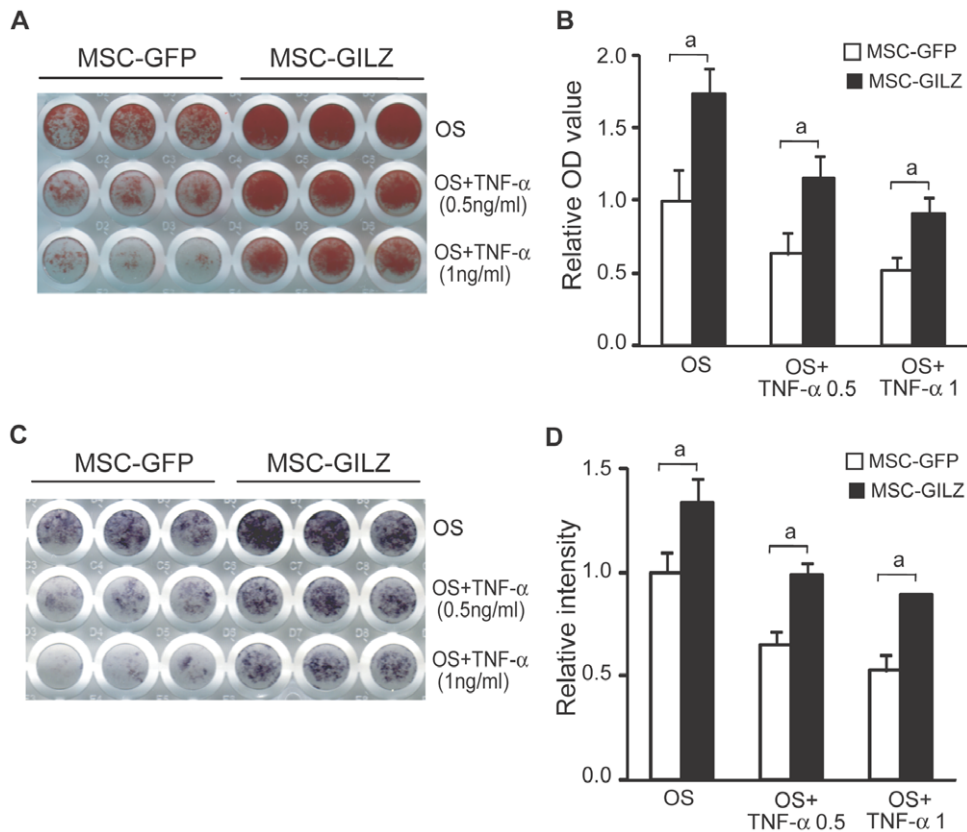 A
MSC-GFP
MSC-GILZ
OS
OS+TNF-α
(0.5ng/ml)
OS+TNF-α
(1ng/ml)
B
Relative OD value
2.0
1.5
1.0
0.5
0.0
a
a
a
MSC-GFP
MSC-GILZ
OS
OS+
TNF-α 0.5
OS+
TNF-α 1
C
MSC-GFP
MSC-GILZ
OS
OS+TNF-α
(0.5ng/ml)
OS+TNF-α
(1ng/ml)
D
Relative intensity
1.5
1.0
0.5
0.0
a
a
a
MSC-GFP
MSC-GILZ
OS
OS+
TNF-α 0.5
OS+
TNF-α 1